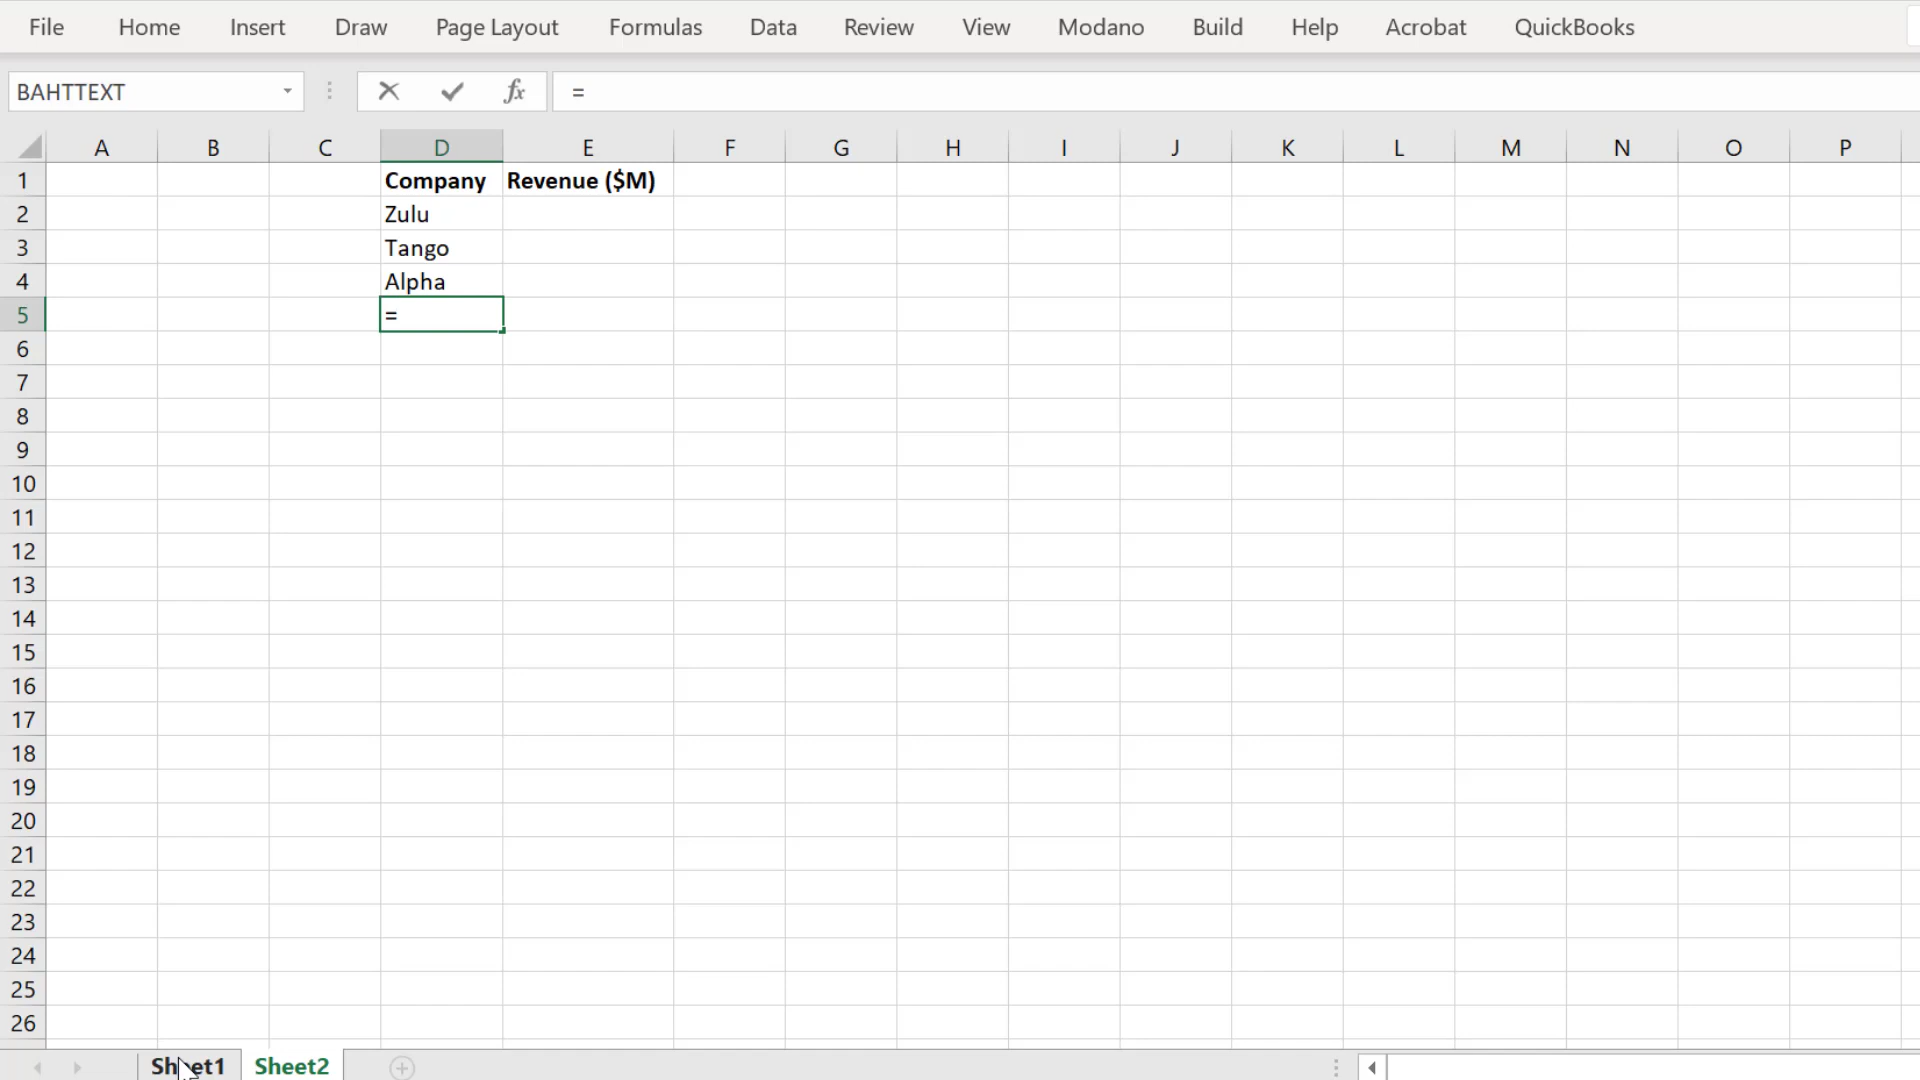 File Home Insert Draw Page Layout Formulas Data Review View Modano Build Help Acrobat QuickBooks
BAHTTEXT fx =
A B C D E F G H I J K L M N O P
1 Company Revenue ($M)
2 Zulu
3 Tango
4 Alpha
5 =
6
7
8
9
10
11
12
13
14
15
16
17
18
19
20
21
22
23
24
25
26
Sheet1 Sheet2